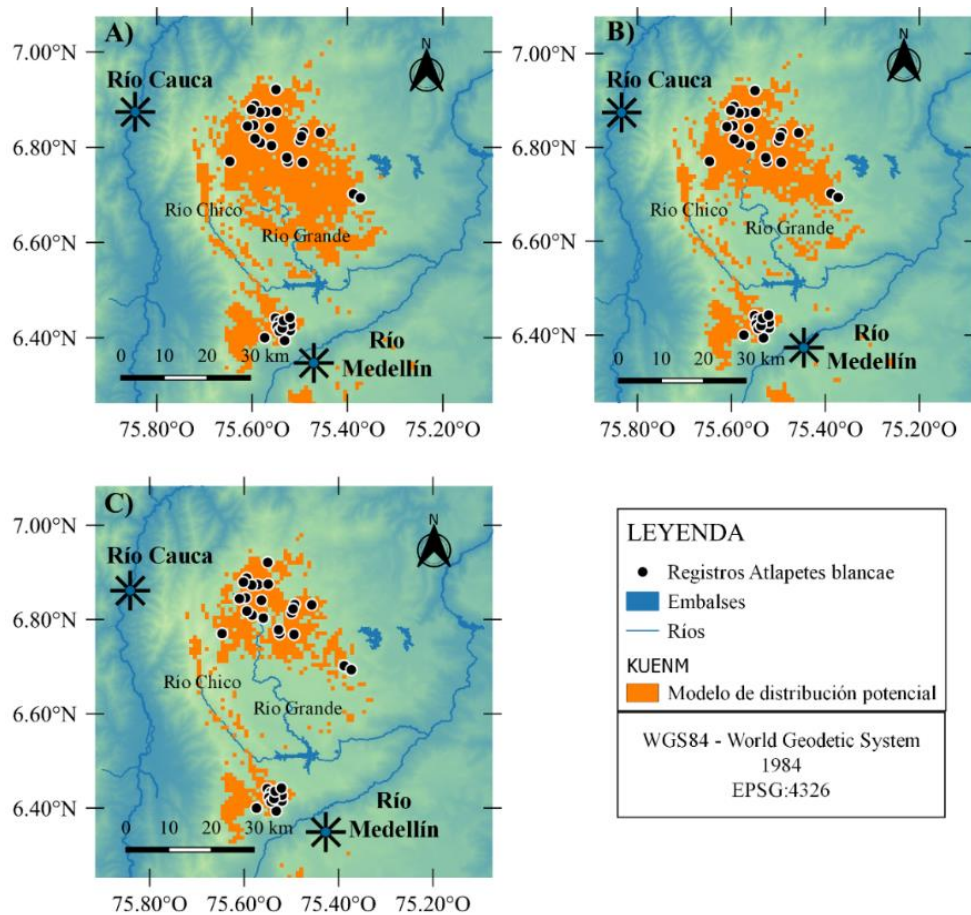 A)
N
7.00°N
Río Cauca
6.80°N
Río Chico
6.60°N
Río Grande
6.40°N
0 10 20 30 km
Río
Medellín
75.80°O 75.60°O 75.40°O 75.20°O
B)
N
7.00°N
Río Cauca
6.80°N
Río Chico
6.60°N
Río Grande
6.40°N
0 10 20 30 km
Río
Medellín
75.80°O 75.60°O 75.40°O 75.20°O
C)
N
7.00°N
Río Cauca
6.80°N
Río Chico
6.60°N
Río Grande
6.40°N
0 10 20 30 km
Río
Medellín
75.80°O 75.60°O 75.40°O 75.20°O
LEYENDA
Registros Atlapetes blancae
Embalses
Ríos
KUENM
Modelo de distribución potencial
WGS84 - World Geodetic System
1984
EPSG:4326